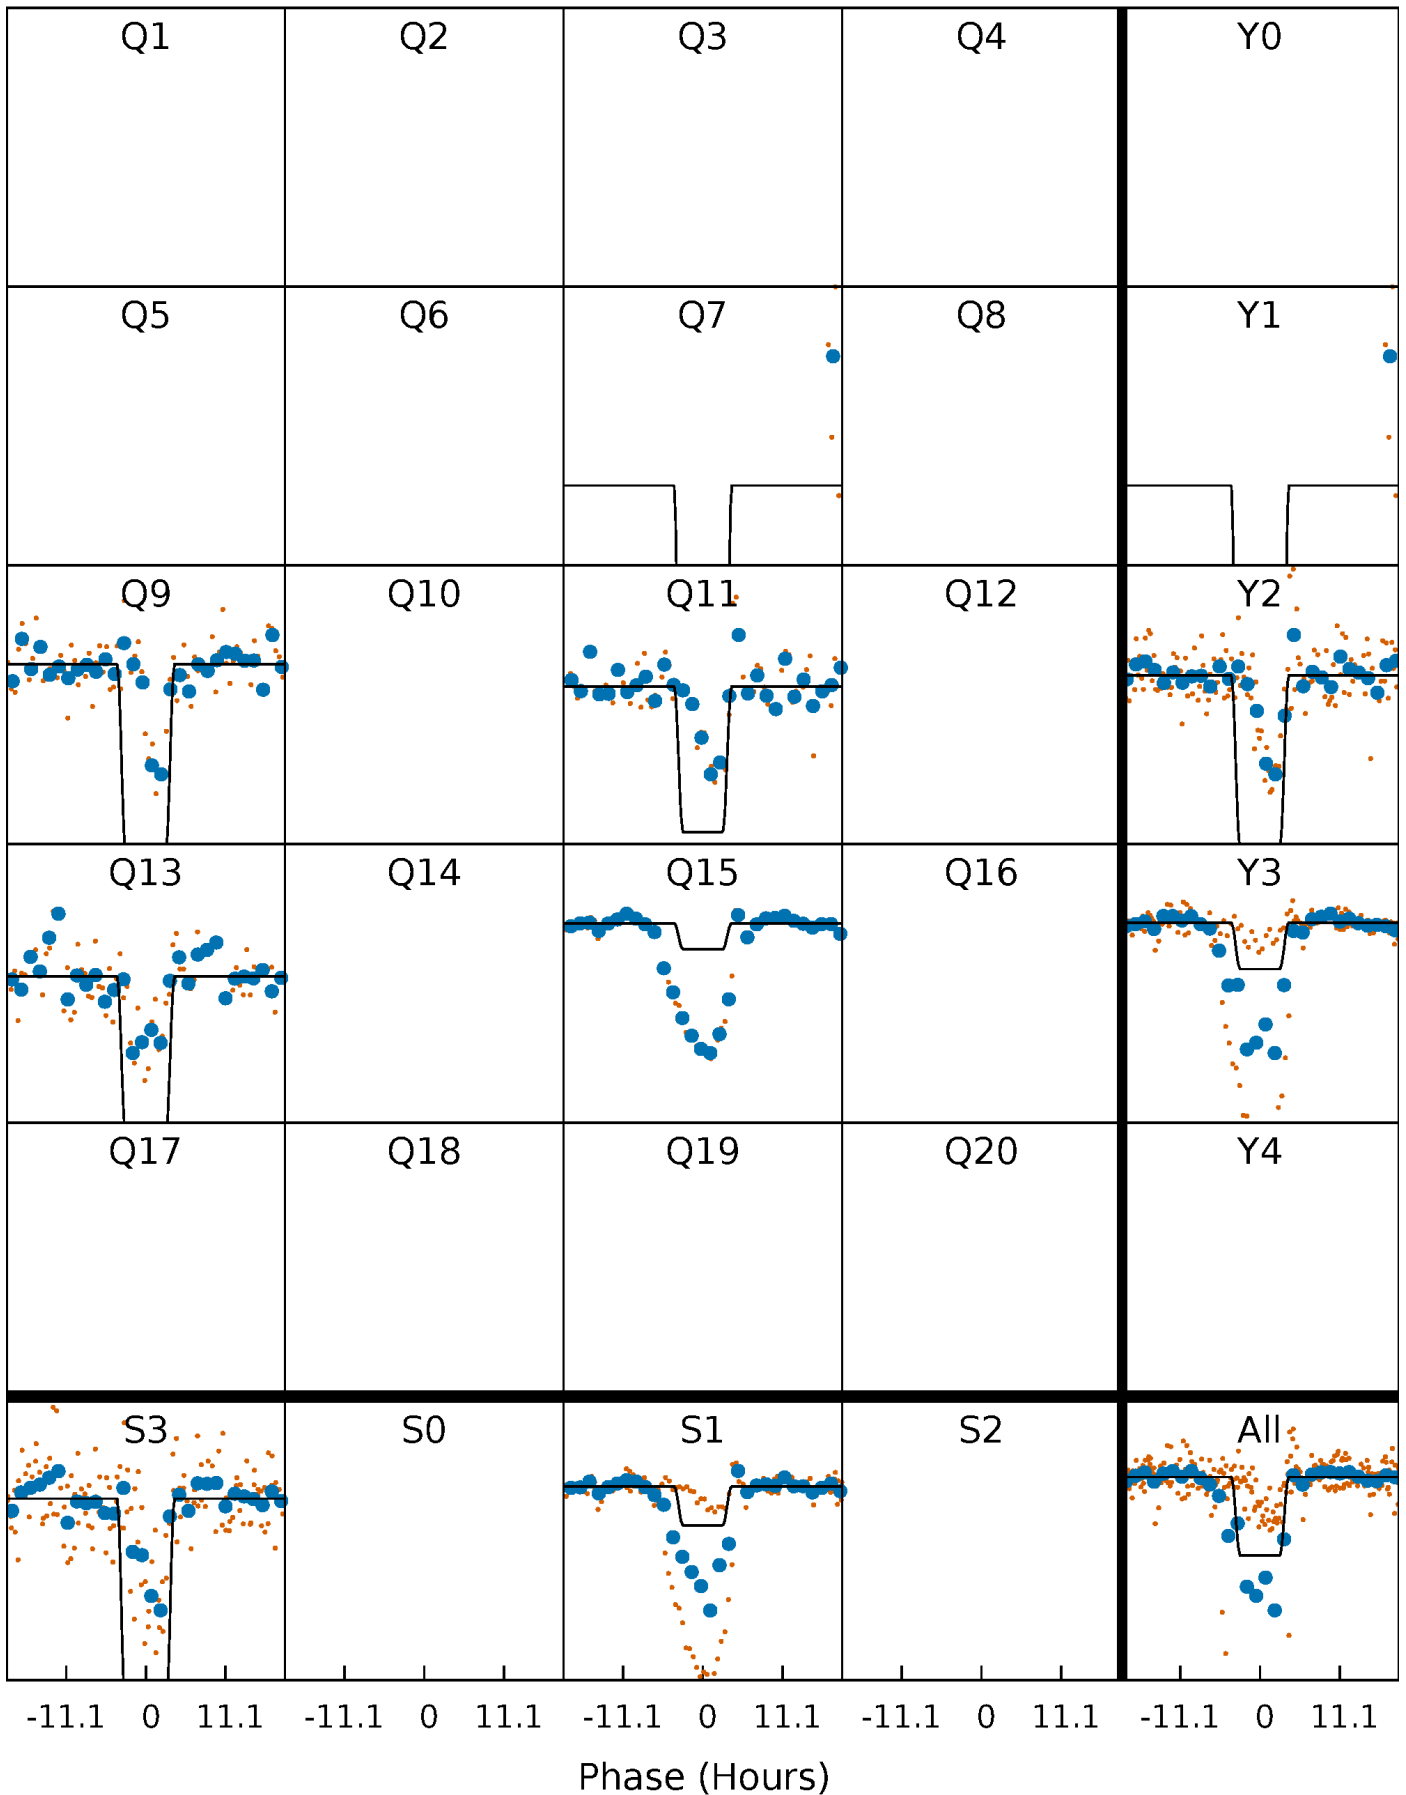 Q1 Q2 Q3 Q4 Y0
Q5 Q6 Q7 Q8 Y1
Q9 Q10 Q11 Q12 Y2
Q13 Q14 Q15 Q16 Y3
Q17 Q18 Q19 Q20 Y4
S3 S0 S1 S2 All
-11.1 0 11.1 -11.1 0 11.1 -11.1 0 11.1 -11.1 0 11.1 -11.1 0 11.1
Phase (Hours)